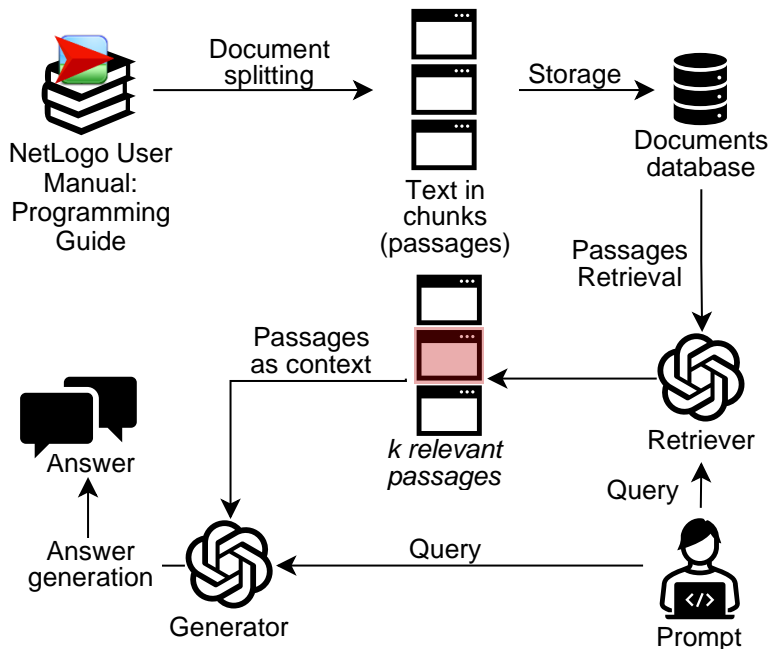 Document
splitting
Storage
NetLogo User
Manual:
Programming
Guide
Text in
chunks
(passages)
Documents
database
Passages
Retrieval
Passages
as context
k relevant
passages
Retriever
Answer
Query
Answer
generation
Query
Generator
</>
Prompt